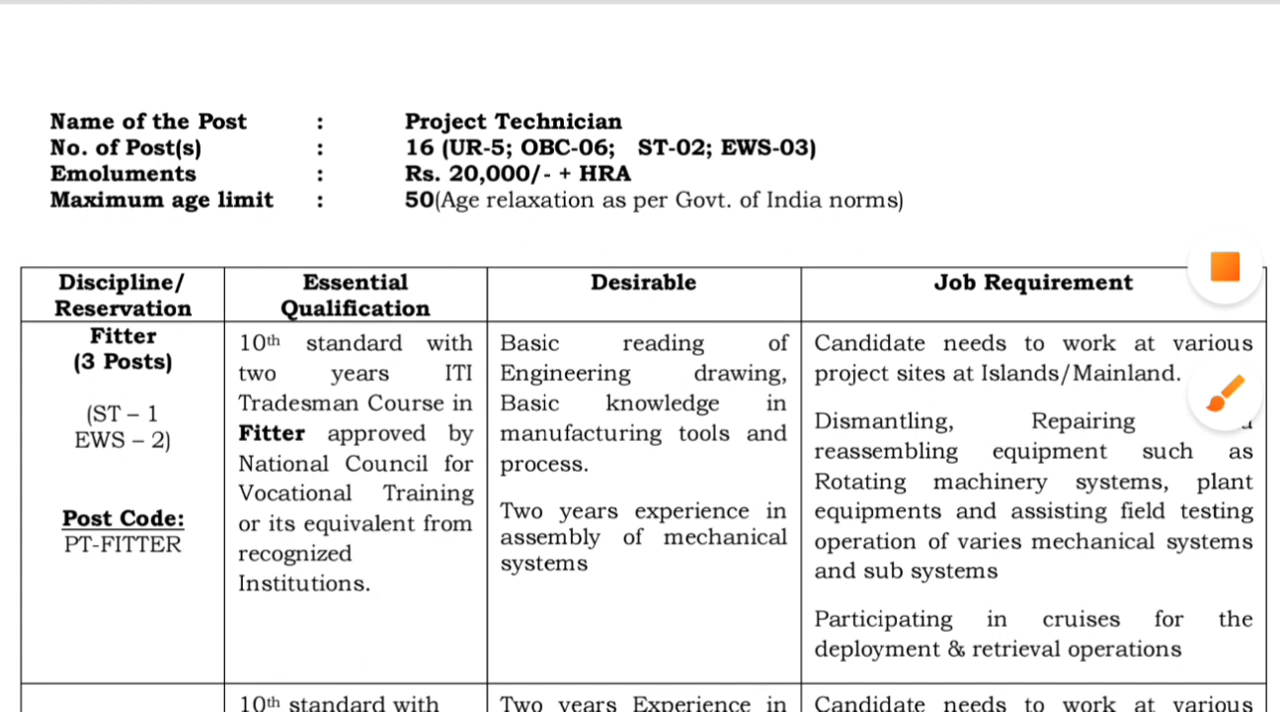 Name of the Post : Project Technician
No. of Post(s) : 16 (UR-5; OBC-06; ST-02; EWS-03)
Emoluments : Rs. 20,000/- + HRA
Maximum age limit : 50(Age relaxation as per Govt. of India norms)
Discipline/
Reservation
Essential
Qualification
Desirable
Job Requirement
Fitter
(3 Posts)
(ST – 1
EWS – 2)
Post Code:
PT-FITTER
10th standard with
two years ITI
Tradesman Course in
Fitter approved by
National Council for
Vocational Training
or its equivalent from
recognized
Institutions.
Basic reading of
Engineering drawing,
Basic knowledge in
manufacturing tools and
process.
Two years experience in
assembly of mechanical
systems
Candidate needs to work at various
project sites at Islands/Mainland.
Dismantling, Repairing
reassembling equipment such as
Rotating machinery systems, plant
equipments and assisting field testing
operation of varies mechanical systems
and sub systems
Participating in cruises for the
deployment & retrieval operations
10th standard with
Two years Experience in
Candidate needs to work at various